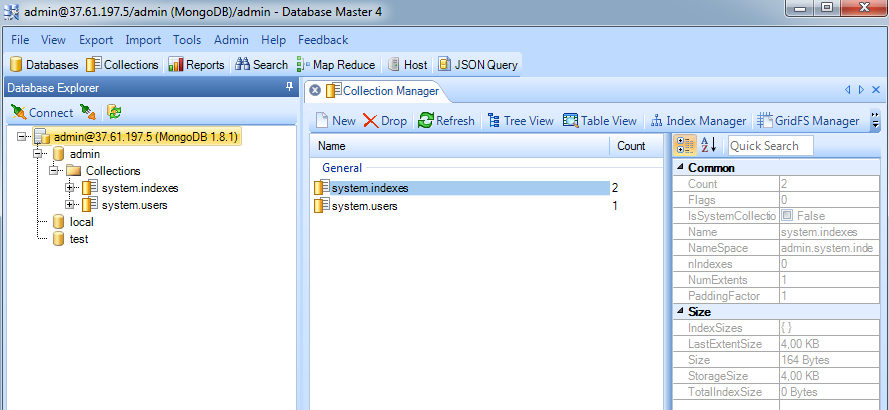 admin@37.61.197.5/admin (MongoDB)/admin - Database Master 4
File View Export Import Tools Admin Help Feedback
Databases Collections Reports Search Map Reduce Host JSON Query
Database Explorer
Connect
admin@37.61.197.5 (MongoDB 1.8.1)
admin
Collections
system.indexes
system.users
local
test
Collection Manager
New Drop Refresh Tree View Table View Index Manager GridFS Manager
Name Count
General
system.indexes 2
system.users 1
Quick Search
Common
Count 2
Flags 0
IsSystemCollectio False
Name system.indexes
NameSpace admin.system.inde
nIndexes 0
NumExtents 1
PaddingFactor 1
Size
IndexSizes { }
LastExtentSize 4,00 KB
Size 164 Bytes
StorageSize 4,00 KB
TotalIndexSize 0 Bytes